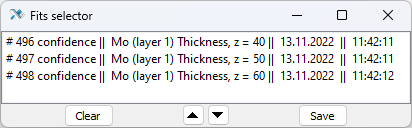 Fits selector
# 496 confidence || Mo (layer 1) Thickness, z = 40 || 13.11.2022 || 11:42:11
# 497 confidence || Mo (layer 1) Thickness, z = 50 || 13.11.2022 || 11:42:11
# 498 confidence || Mo (layer 1) Thickness, z = 60 || 13.11.2022 || 11:42:12
Clear ▲ ▼ Save